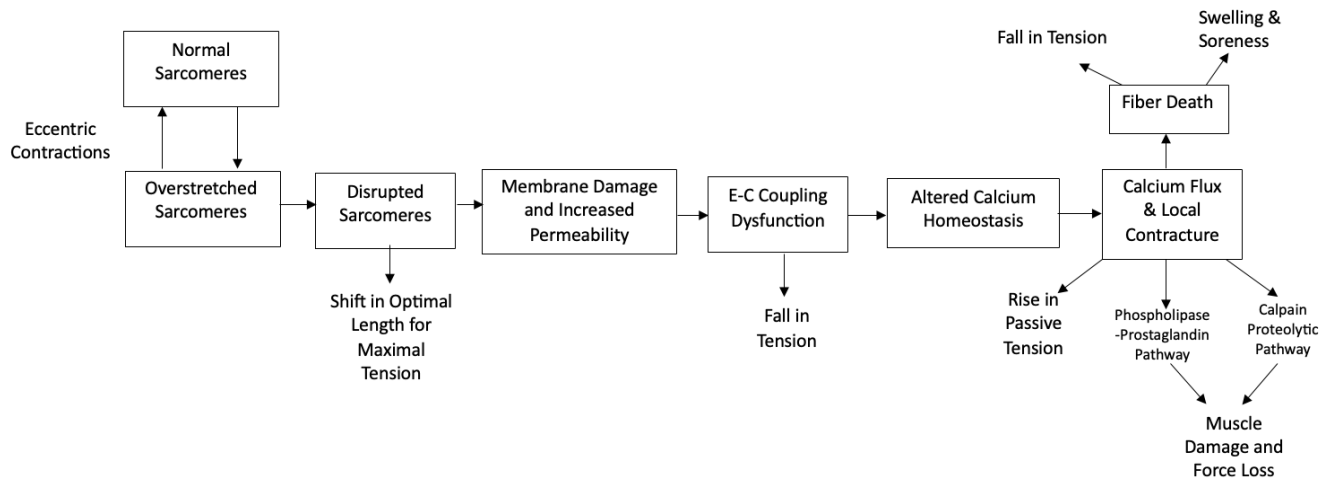 Normal
Sarcomeres
Eccentric
Contractions
Overstretched
Sarcomeres
Disrupted
Sarcomeres
Shift in Optimal
Length for
Maximal
Tension
Membrane Damage
and Increased
Permeability
E-C Coupling
Dysfunction
Fall in
Tension
Altered Calcium
Homeostasis
Calcium Flux
& Local
Contracture
Fiber Death
Fall in Tension
Swelling &
Soreness
Rise in
Passive
Tension
Phospholipase
-Prostaglandin
Pathway
Calpain
Proteolytic
Pathway
Muscle
Damage and
Force Loss